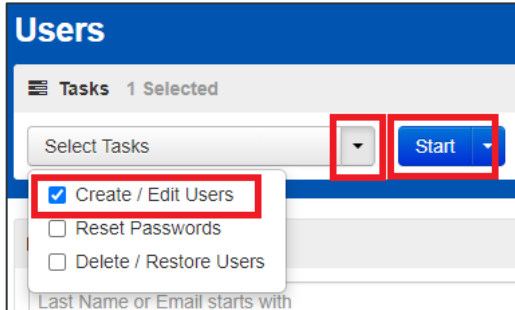 Users
Tasks 1 Selected
Select Tasks
Start
Create / Edit Users
Reset Passwords
Delete / Restore Users
Last Name or Email starts with